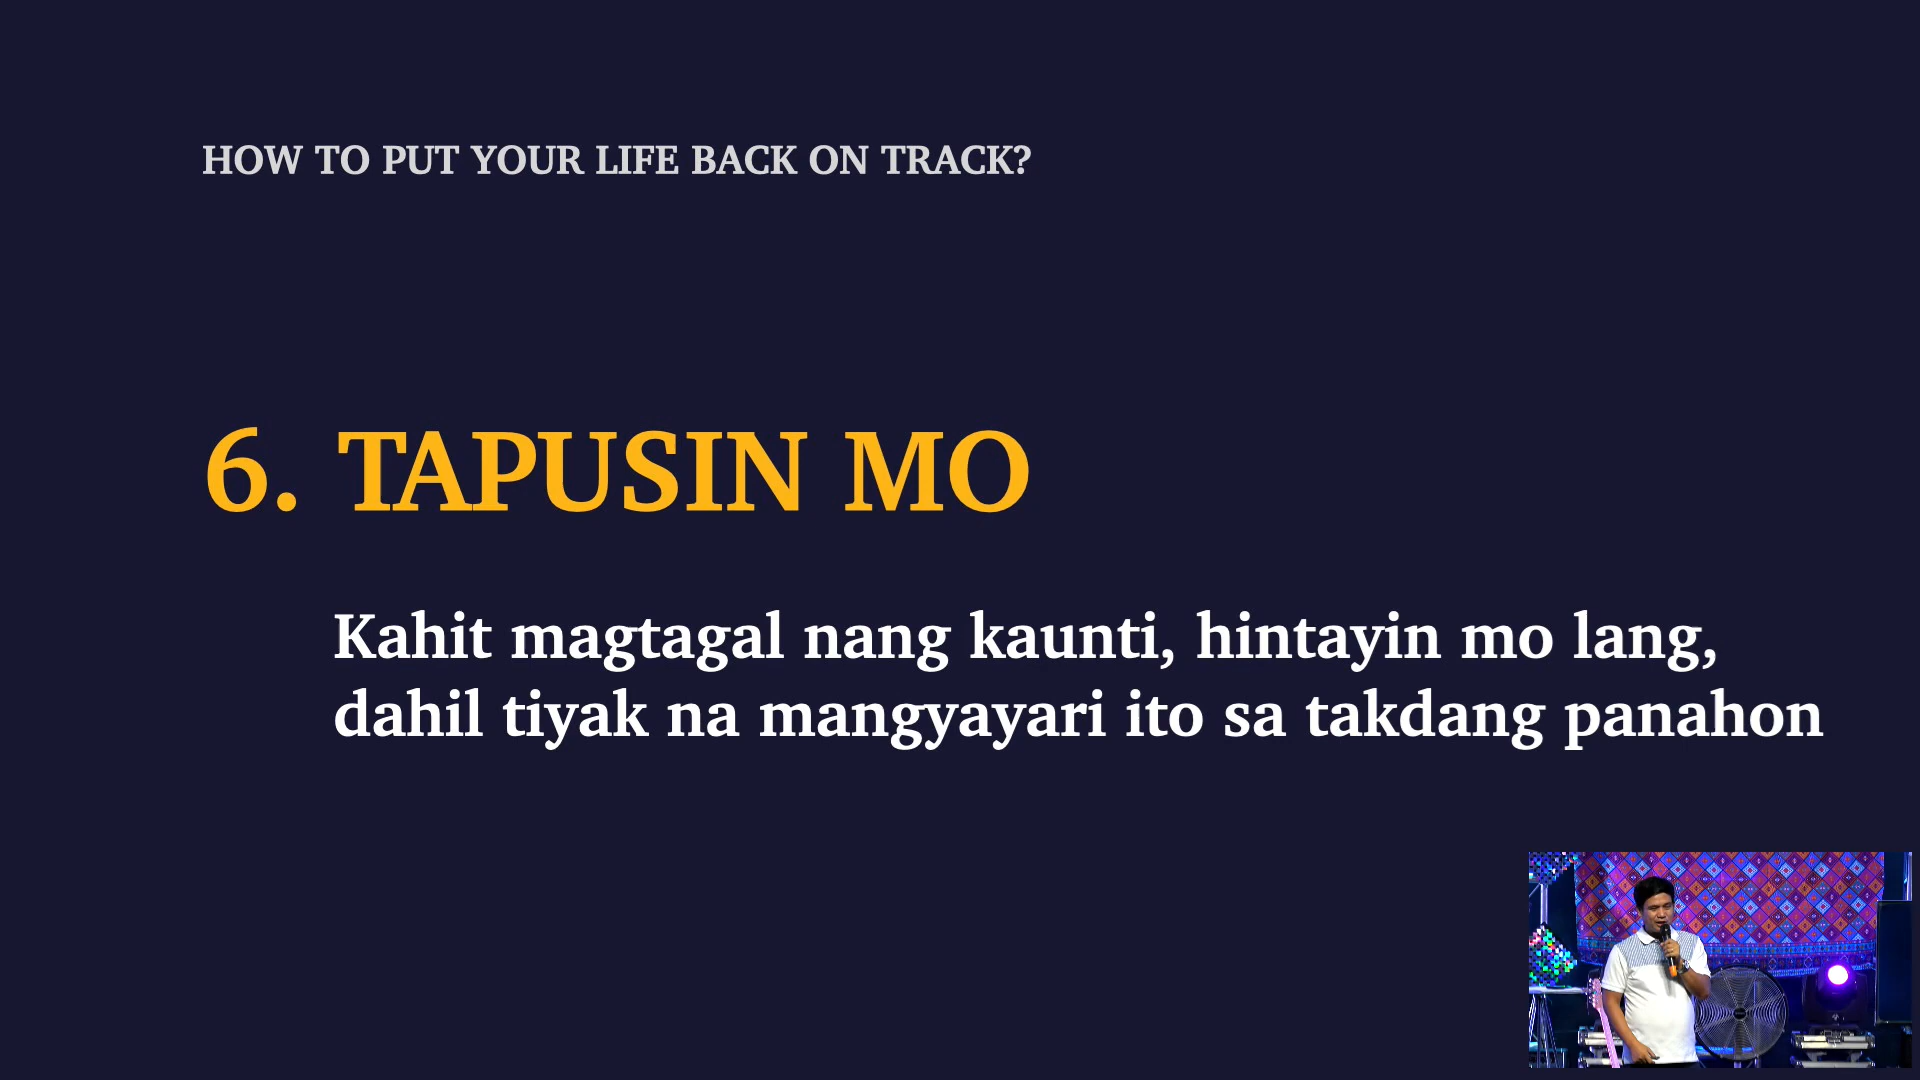 HOW TO PUT YOUR LIFE BACK ON TRACK?
6. TAPUSIN MO
Kahit magtagal nang kaunti, hintayin mo lang,
dahil tiyak na mangyayari ito sa takdang panahon